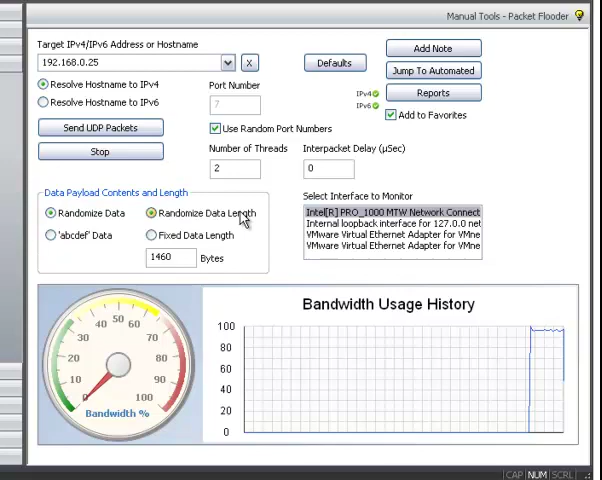 Manual Tools - Packet Flooder
Target IPv4/IPv6 Address or Hostname
192.168.0.25
X
Defaults
Add Note
Jump To Automated
Reports
Add to Favorites
Resolve Hostname to IPv4
Resolve Hostname to IPv6
Port Number
7
IPv4
IPv6
Send UDP Packets
Stop
Use Random Port Numbers
Number of Threads
2
Interpacket Delay (µSec)
0
Data Payload Contents and Length
Randomize Data
Randomize Data Length
'abcdef' Data
Fixed Data Length
1460 Bytes
Select Interface to Monitor
Intel[R] PRO_1000 MTW Network Connect
Internal loopback interface for 127.0.0 net
VMware Virtual Ethernet Adapter for VMne
VMware Virtual Ethernet Adapter for VMne
0
10
20
30
40
50
60
70
80
90
100
Bandwidth %
Bandwidth Usage History
100
80
60
40
20
0
CAP NUM SCRL